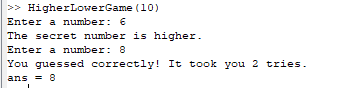 >> HigherLowerGame(10)
Enter a number: 6
The secret number is higher.
Enter a number: 8
You guessed correctly! It took you 2 tries.
ans = 8